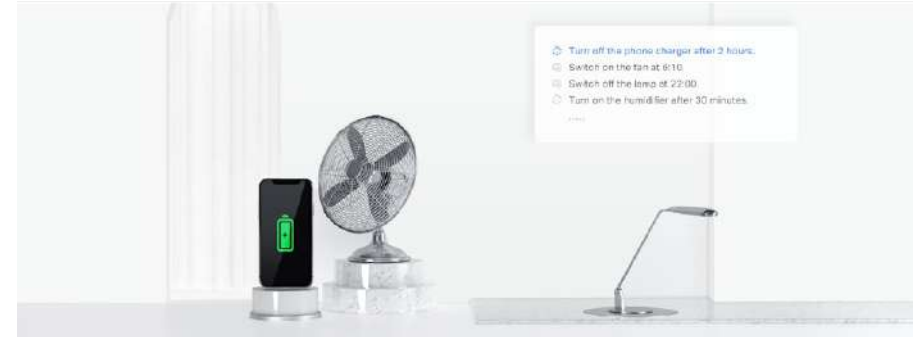 Turn off the phone charger after 2 hours.
Switch on the fan at 6:10
Switch off the lamp at 22:00
Turn on the humidifier after 30 minutes.
....